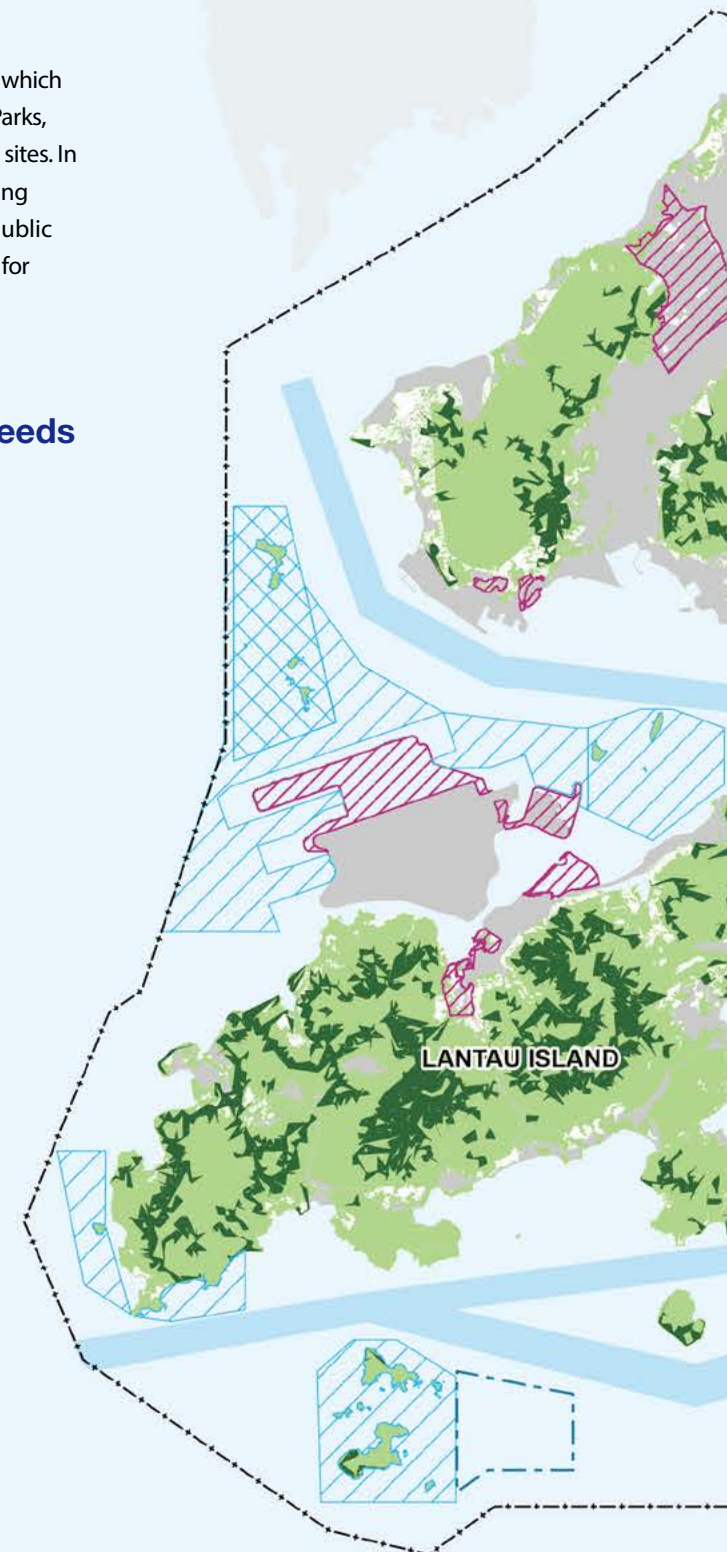 which
Parks,
sites. In
ng
ublic
for
eeds
LANTAU ISLAND